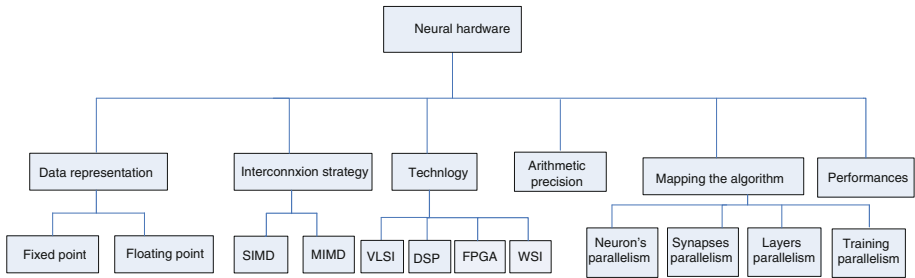 Neural hardware
Data representation
Interconnxion strategy
Technlogy
Arithmetic
precision
Mapping the algorithm
Performances
Fixed point
Floating point
SIMD
MIMD
VLSI
DSP
FPGA
WSI
Neuron's
parallelism
Synapses
parallelism
Layers
parallelism
Training
parallelism